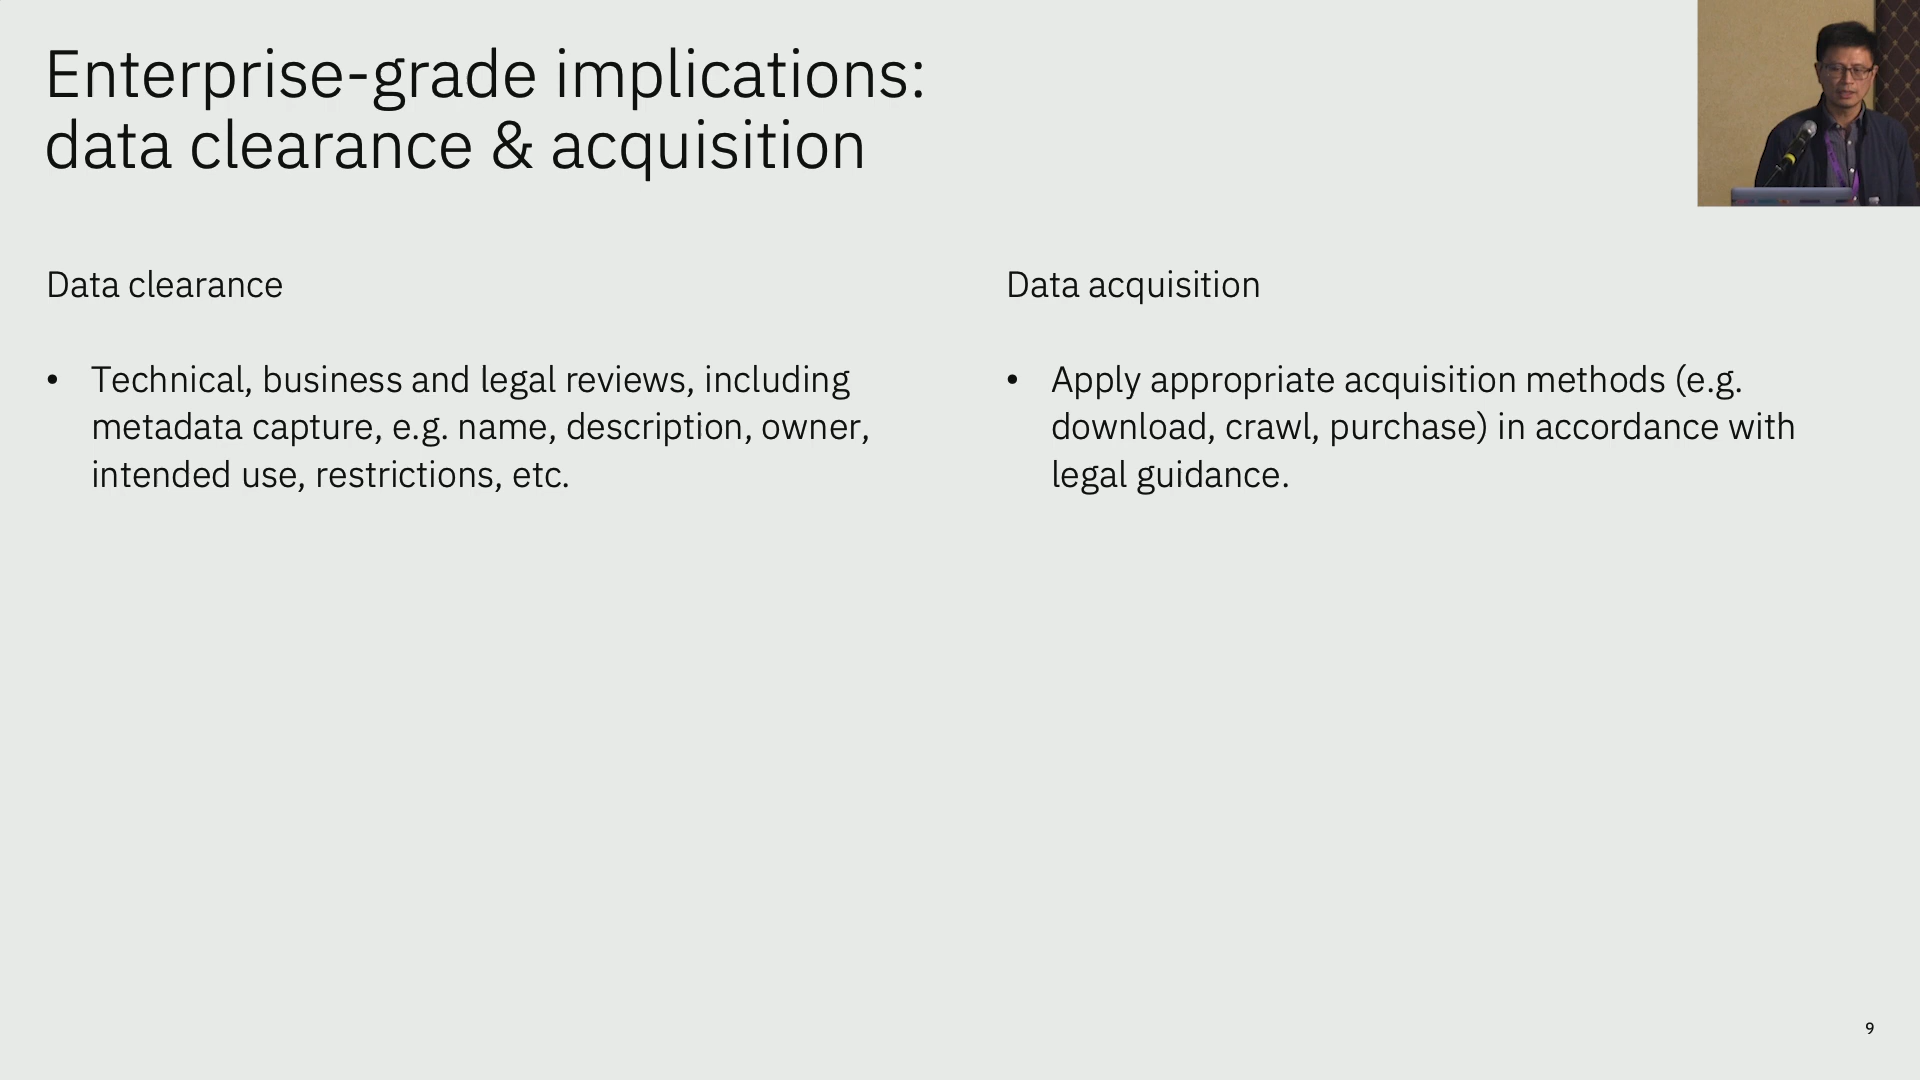 Enterprise-grade implications:
data clearance & acquisition
Data clearance
• Technical, business and legal reviews, including
metadata capture, e.g. name, description, owner,
intended use, restrictions, etc.
Data acquisition
• Apply appropriate acquisition methods (e.g.
download, crawl, purchase) in accordance with
legal guidance.
9